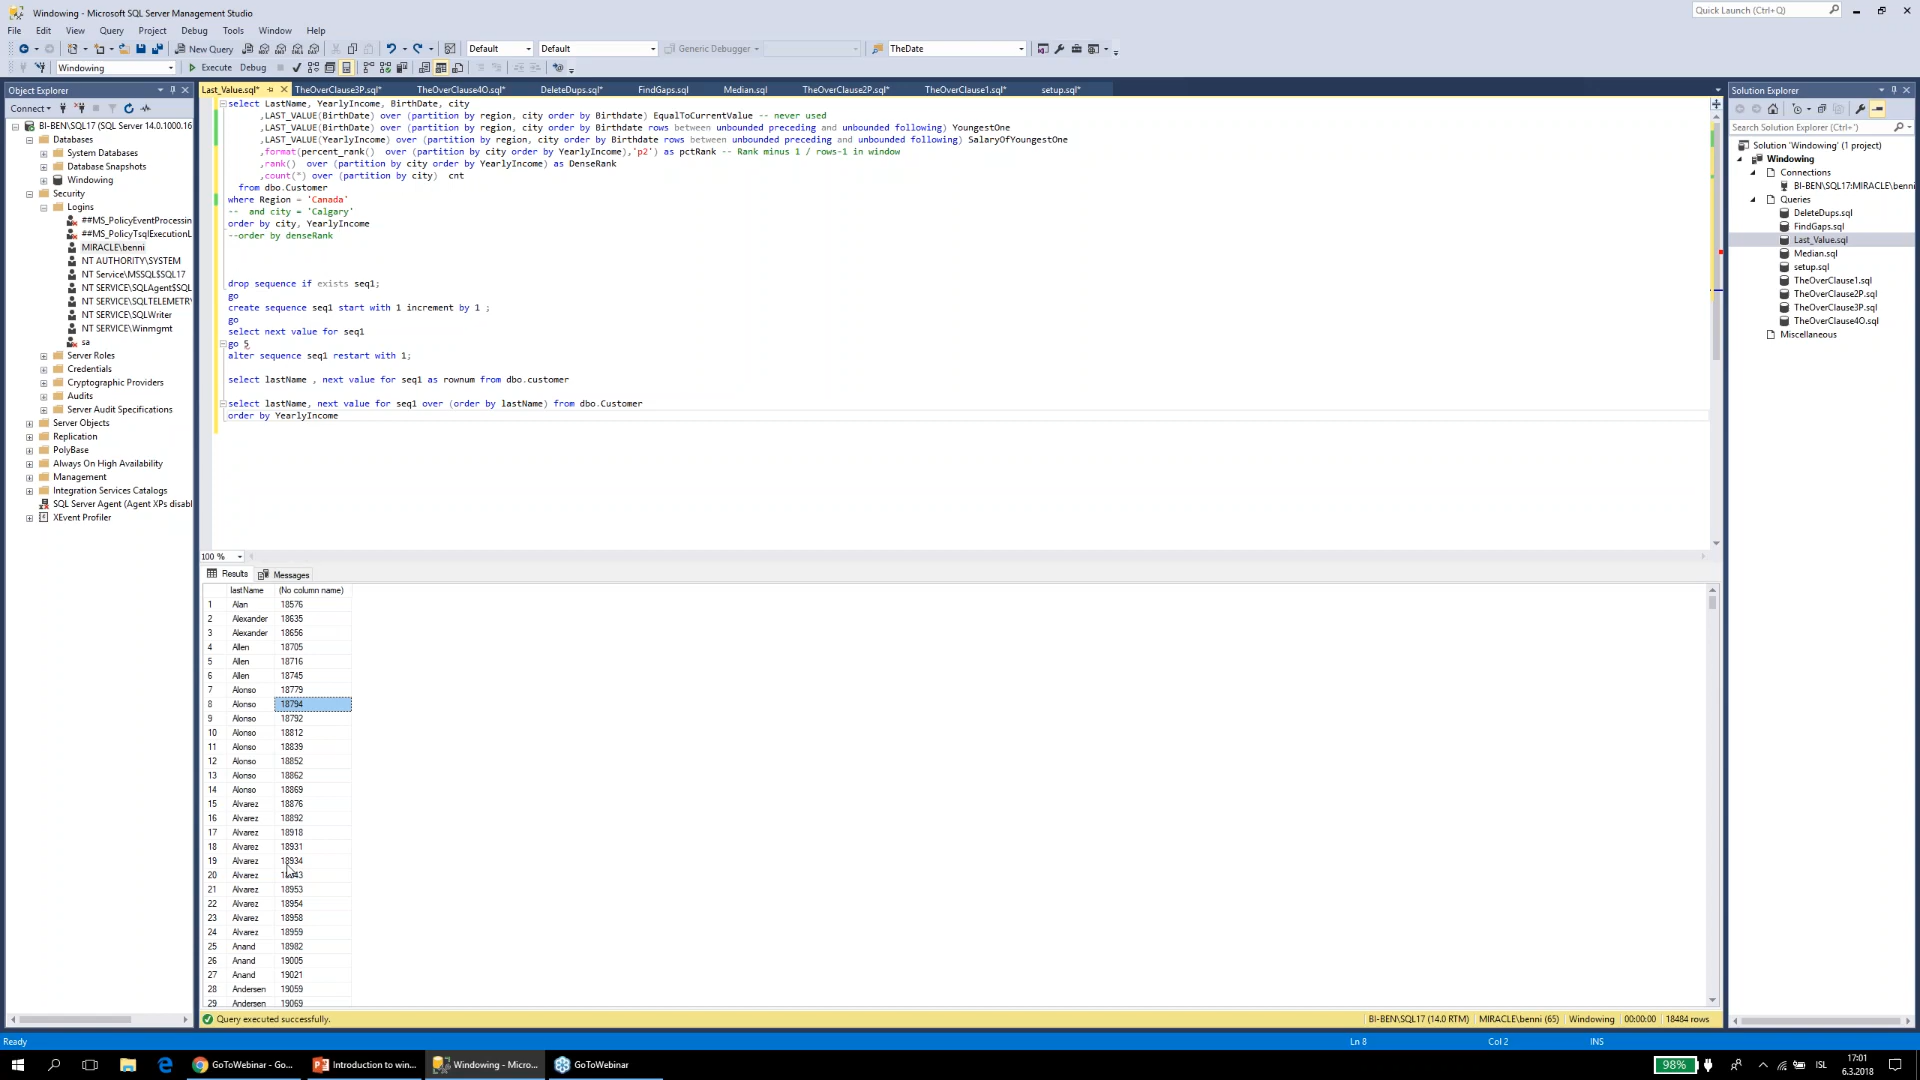 Windowing - Microsoft SQL Server Management Studio
Quick Launch (Ctrl+Q)
File Edit View Query Project Debug Tools Window Help
New Query Default Default Generic Debugger TheDate
Windowing Execute Debug
Object Explorer
Connect
BI-BEN\SQL17 (SQL Server 14.0.1000.16
Databases
System Databases
Database Snapshots
Windowing
Security
Logins
##MS_PolicyEventProcessin
##MS_PolicyTsqlExecutionL
MIRACLE\benni
NT AUTHORITY\SYSTEM
NT Service\MSSQL$SQL17
NT SERVICE\SQLAgent$SQL
NT SERVICE\SQLTELEMETRY
NT SERVICE\SQLWriter
NT SERVICE\Winmgmt
sa
Server Roles
Credentials
Cryptographic Providers
Audits
Server Audit Specifications
Server Objects
Replication
PolyBase
Always On High Availability
Management
Integration Services Catalogs
SQL Server Agent (Agent XPs disabl
XEvent Profiler
Last_Value.sql* TheOverClause3P.sql* TheOverClause4O.sql* DeleteDups.sql* FindGaps.sql Median.sql TheOverClause2P.sql* TheOverClause1.sql* setup.sql*
select LastName, YearlyIncome, BirthDate, city
,LAST_VALUE(BirthDate) over (partition by region, city order by Birthdate) EqualToCurrentValue -- never used
,LAST_VALUE(BirthDate) over (partition by region, city order by Birthdate rows between unbounded preceding and unbounded following) YoungestOne
,LAST_VALUE(YearlyIncome) over (partition by region, city order by Birthdate rows between unbounded preceding and unbounded following) SalaryOfYoungestOne
,format(percent_rank() over (partition by city order by YearlyIncome),'p2') as pctRank -- Rank minus 1 / rows-1 in window
,rank() over (partition by city order by YearlyIncome) as DenseRank
,count(*) over (partition by city) cnt
from dbo.Customer
where Region = 'Canada'
-- and city = 'Calgary'
order by city, YearlyIncome
--order by denseRank
drop sequence if exists seq1;
go
create sequence seq1 start with 1 increment by 1 ;
go
select next value for seq1
go 5
alter sequence seq1 restart with 1;
select lastName , next value for seq1 as rownum from dbo.customer
select lastName, next value for seq1 over (order by lastName) from dbo.Customer
order by YearlyIncome
100 %
Results Messages
lastName (No column name)
1 Alan 18576
2 Alexander 18635
3 Alexander 18656
4 Allen 18705
5 Allen 18716
6 Allen 18745
7 Alonso 18779
8 Alonso 18794
9 Alonso 18792
10 Alonso 18812
11 Alonso 18839
12 Alonso 18852
13 Alonso 18862
14 Alonso 18869
15 Alvarez 18876
16 Alvarez 18892
17 Alvarez 18918
18 Alvarez 18931
19 Alvarez 18934
20 Alvarez
21 Alvarez 18953
22 Alvarez 18954
23 Alvarez 18958
24 Alvarez 18959
25 Anand 18982
26 Anand 19005
27 Anand 19021
28 Andersen 19059
29 Andersen 19069
Query executed successfully. BI-BEN\SQL17 (14.0 RTM) MIRACLE\benni (65) Windowing 00:00:00 18484 rows
Solution Explorer
Search Solution Explorer (Ctrl+')
Solution 'Windowing' (1 project)
Windowing
Connections
BI-BEN\SQL17:MIRACLE\benni
Queries
DeleteDups.sql
FindGaps.sql
Last_Value.sql
Median.sql
setup.sql
TheOverClause1.sql
TheOverClause2P.sql
TheOverClause3P.sql
TheOverClause4O.sql
Miscellaneous
Ready Ln 8 Col 2 INS
GoToWebinar - Go... Introduction to win... Windowing - Micro... GoToWebinar 98% ISL 17:01
6.3.2018